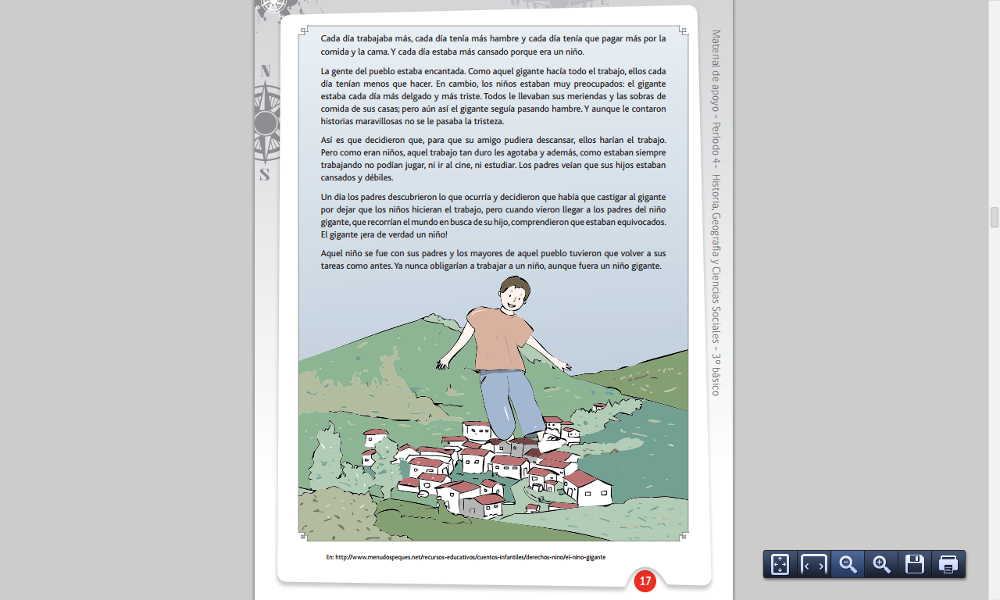 Cada día trabajaba más, cada día tenía más hambre y cada día tenía que pagar más por la
comida y la cama. Y cada día estaba más cansado porque era un niño.
La gente del pueblo estaba encantada. Como aquel gigante hacía todo el trabajo, ellos cada
día tenían menos que hacer. En cambio, los niños estaban muy preocupados: el gigante
estaba cada día más delgado y más triste. Todos le llevaban sus meriendas y las sobras de
comida de sus casas; pero aún así el gigante seguía pasando hambre. Y aunque le contaron
historias maravillosas no se le pasaba la tristeza.
Así es que decidieron que, para que su amigo pudiera descansar, ellos harían el trabajo.
Pero como eran niños, aquel trabajo tan duro les agotaba y además, como estaban siempre
trabajando no podían jugar, ni ir al cine, ni estudiar. Los padres veían que sus hijos estaban
cansados y débiles.
Un día los padres descubrieron lo que ocurría y decidieron que había que castigar al gigante
por dejar que los niños hicieran el trabajo, pero cuando vieron llegar a los padres del niño
gigante, que recorrían el mundo en busca de su hijo, comprendieron que estaban equivocados.
El gigante ¡era de verdad un niño!
Aquel niño se fue con sus padres y los mayores de aquel pueblo tuvieron que volver a sus
tareas como antes. Ya nunca obligarían a trabajar a un niño, aunque fuera un niño gigante.
En: http://www.menudospeques.net/recursos-educativos/cuentos-infantiles/derechos-nino/el-nino-gigante
17
N
S
Material de apoyo - Período 4- Historia, Geografía y Ciencias Sociales - 3º básico